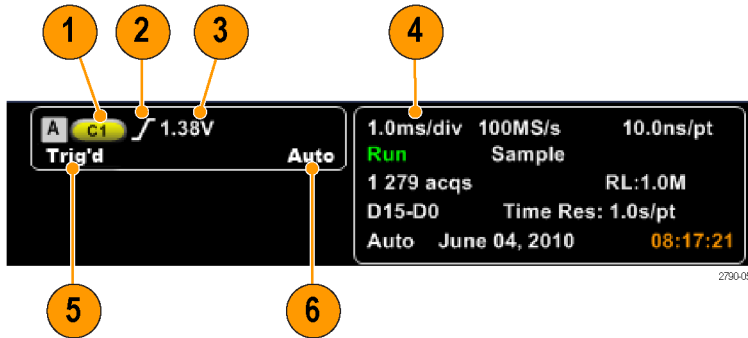 1 2 3 4
A C1 1.38V
Trig'd Auto
1.0ms/div 100MS/s 10.0ns/pt
Run Sample
1 279 acqs RL:1.0M
D15-D0 Time Res: 1.0s/pt
Auto June 04, 2010 08:17:21
2790-05
5 6